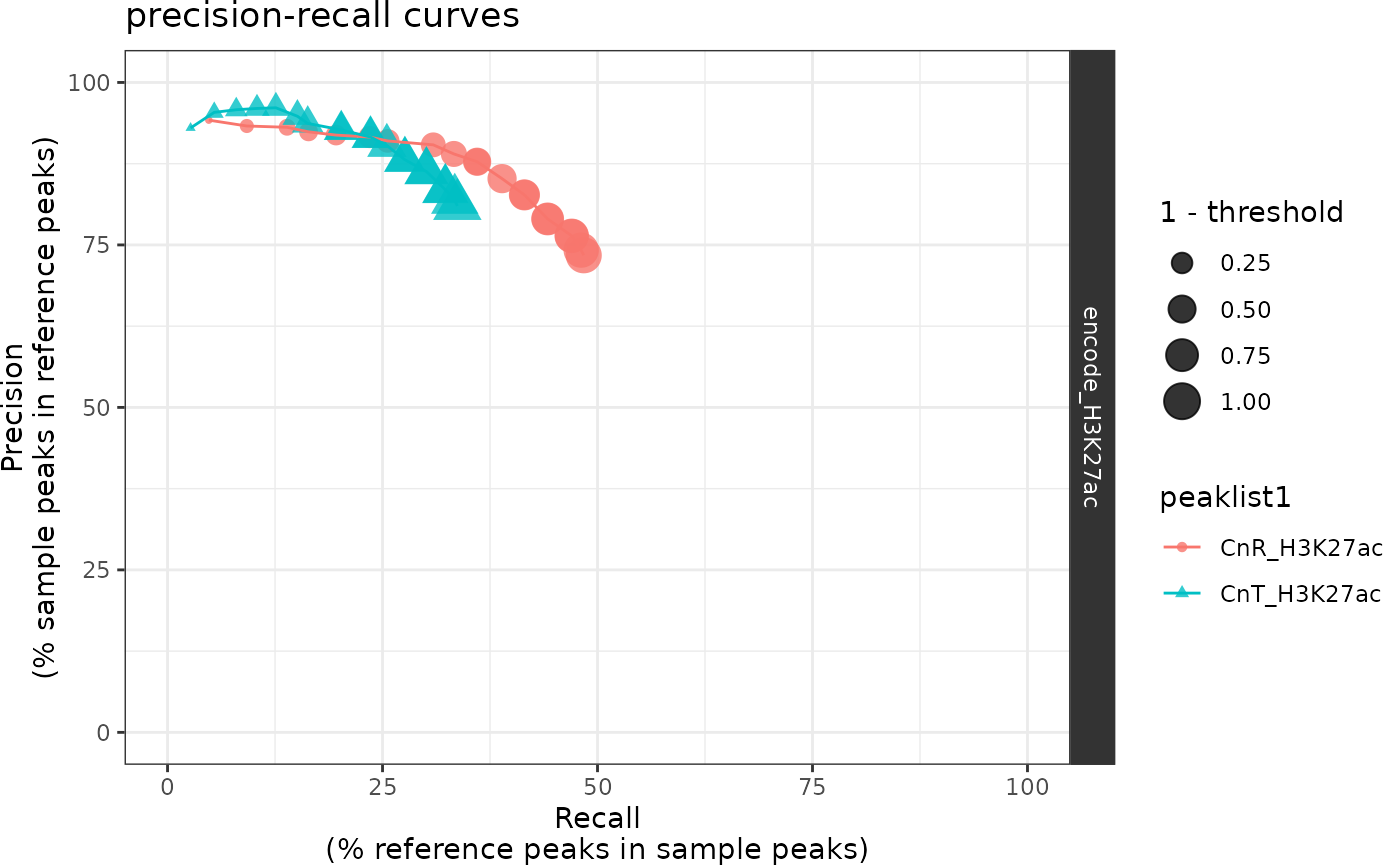 precision-recall curves
Precision
(% sample peaks in reference peaks)
100
75
50
25
0
0
25
50
75
100
Recall
(% reference peaks in sample peaks)
encode_H3K27ac
1 - threshold
0.25
0.50
0.75
1.00
peaklist1
CnR_H3K27ac
CnT_H3K27ac